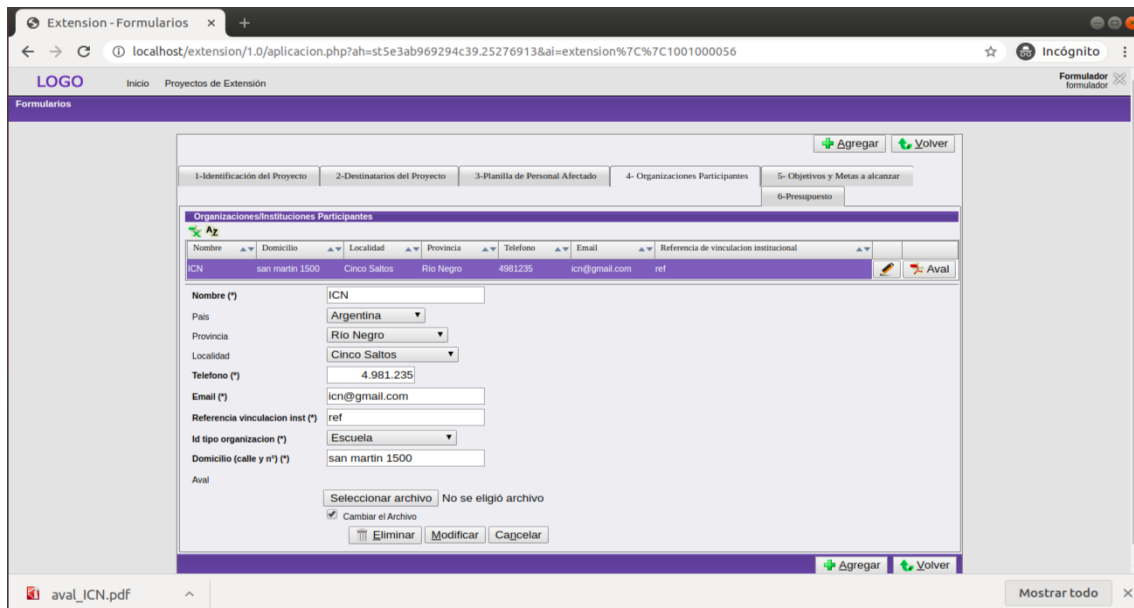 Extension - Formularios
localhost/extension/1.0/aplicacion.php?ah=st5e3ab969294c39.25276913&ai=extension%7C%7C1001000056
Incógnito
LOGO Inicio Proyectos de Extensión Formulador
formulador
Formularios
Agregar Volver
1-Identificación del Proyecto 2-Destinatarios del Proyecto 3-Planilla de Personal Afectado 4- Organizaciones Participantes 5- Objetivos y Metas a alcanzar
6-Presupuesto
Organizaciones/Instituciones Participantes
Nombre Domicilio Localidad Provincia Telefono Email Referencia de vinculacion institucional
ICN san martin 1500 Cinco Saltos Río Negro 4981235 icn@gmail.com ref Aval
Nombre (*) ICN
Pais Argentina
Provincia Río Negro
Localidad Cinco Saltos
Telefono (*) 4.981.235
Email (*) icn@gmail.com
Referencia vinculacion inst (*) ref
Id tipo organizacion (*) Escuela
Domicilio (calle y n°) (*) san martin 1500
Aval
Seleccionar archivo No se eligió archivo
Cambiar el Archivo
Eliminar Modificar Cancelar
Agregar Volver
aval_ICN.pdf Mostrar todo